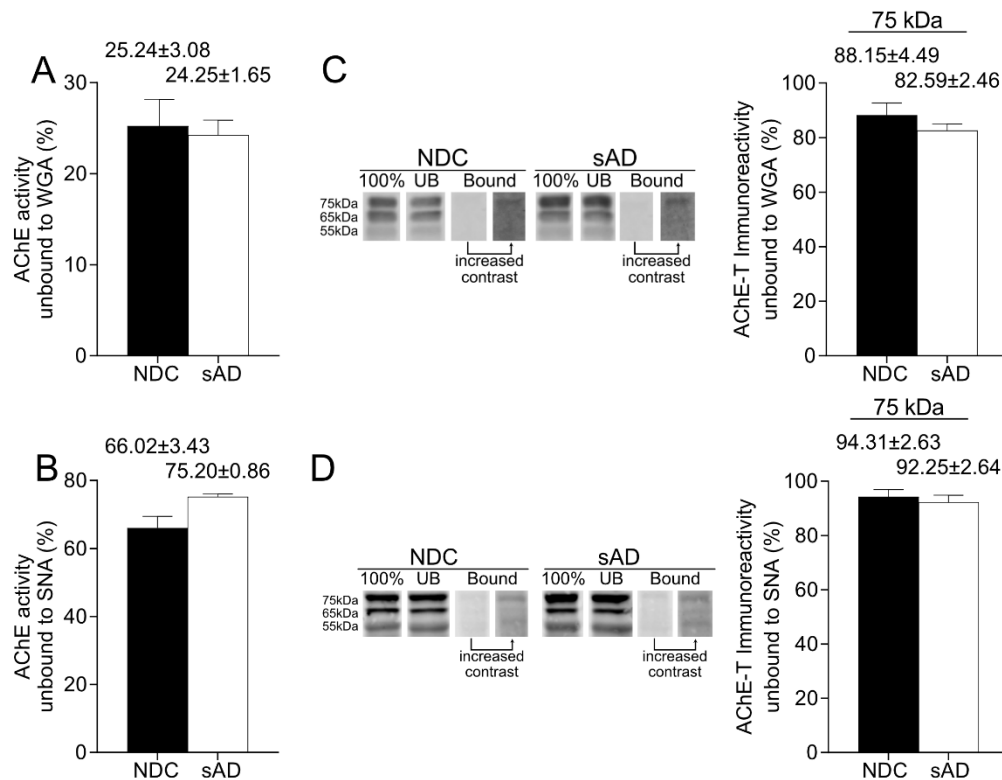 A
25.24±3.08
24.25±1.65
AChE activity
unbound to WGA (%)
30
20
10
0
NDC
sAD
C
NDC
sAD
100%
UB
Bound
100%
UB
Bound
75kDa
65kDa
55kDa
increased
contrast
increased
contrast
75 kDa
88.15±4.49
82.59±2.46
AChE-T Immunoreactivity
unbound to WGA (%)
100
80
60
40
20
0
NDC
sAD
B
66.02±3.43
75.20±0.86
AChE activity
unbound to SNA (%)
80
60
40
20
0
NDC
sAD
D
NDC
sAD
100%
UB
Bound
100%
UB
Bound
75kDa
65kDa
55kDa
increased
contrast
increased
contrast
75 kDa
94.31±2.63
92.25±2.64
AChE-T Immunoreactivity
unbound to SNA (%)
100
80
60
40
20
0
NDC
sAD